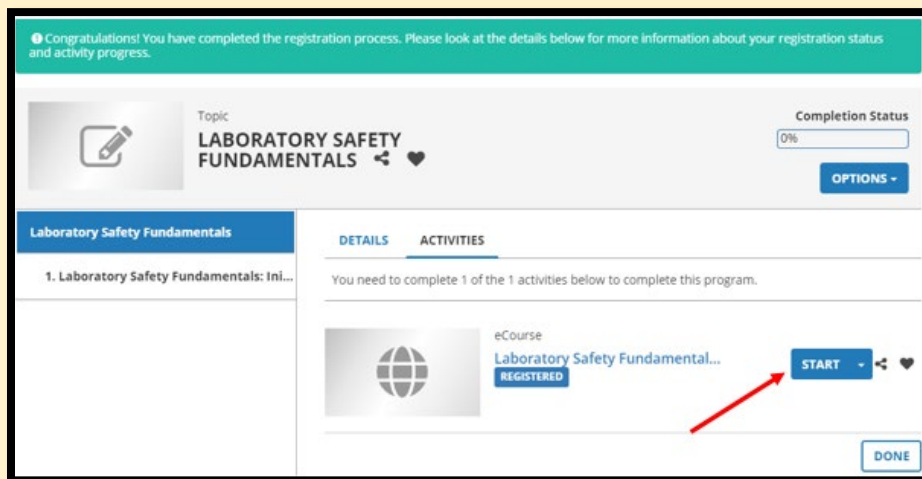 Congratulations! You have completed the registration process. Please look at the details below for more information about your registration status
and activity progress.
Topic
LABORATORY SAFETY
FUNDAMENTALS
Completion Status
0%
OPTIONS
Laboratory Safety Fundamentals
1. Laboratory Safety Fundamentals: Ini...
DETAILS ACTIVITIES
You need to complete 1 of the 1 activities below to complete this program.
eCourse
Laboratory Safety Fundamental...
REGISTERED
START
DONE